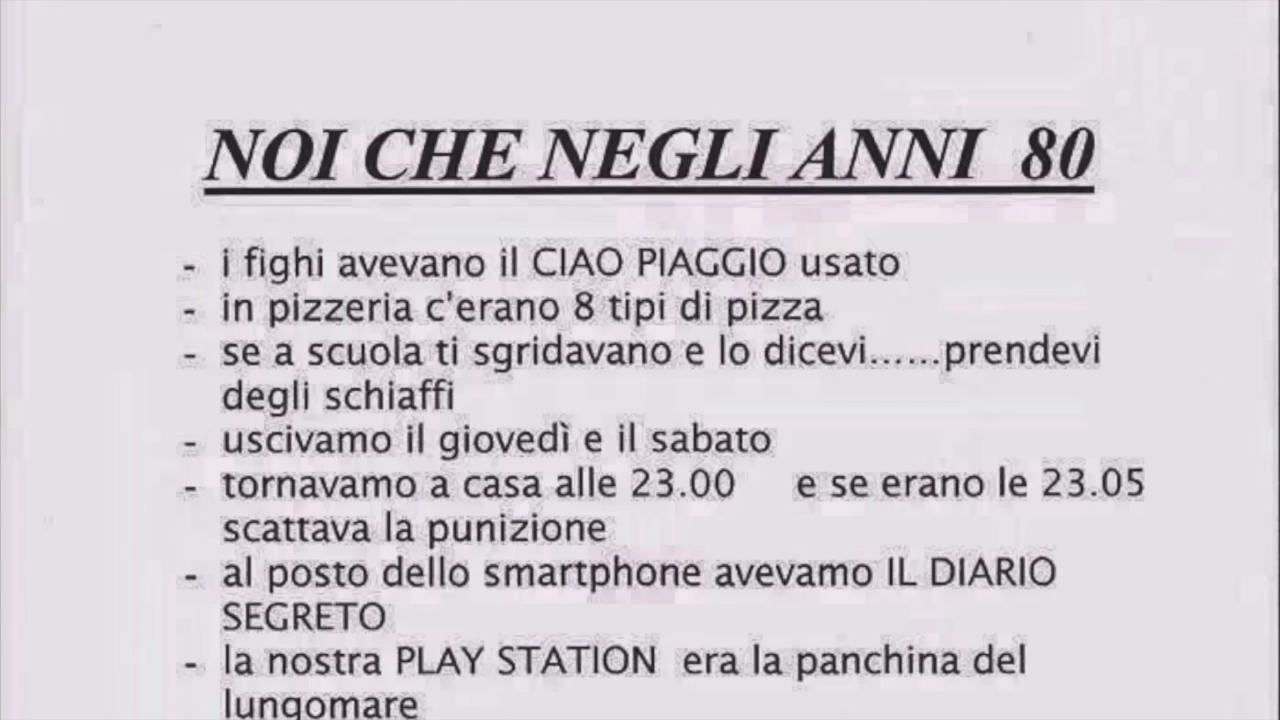 NOI CHE NEGLI ANNI 80
- i fighi avevano il CIAO PIAGGIO usato
- in pizzeria c'erano 8 tipi di pizza
- se a scuola ti sgridavano e lo dicevi......prendevi
degli schiaffi
- uscivamo il giovedì e il sabato
- tornavamo a casa alle 23.00 e se erano le 23.05
scattava la punizione
- al posto dello smartphone avevamo IL DIARIO
SEGRETO
- la nostra PLAY STATION era la panchina del
lungomare